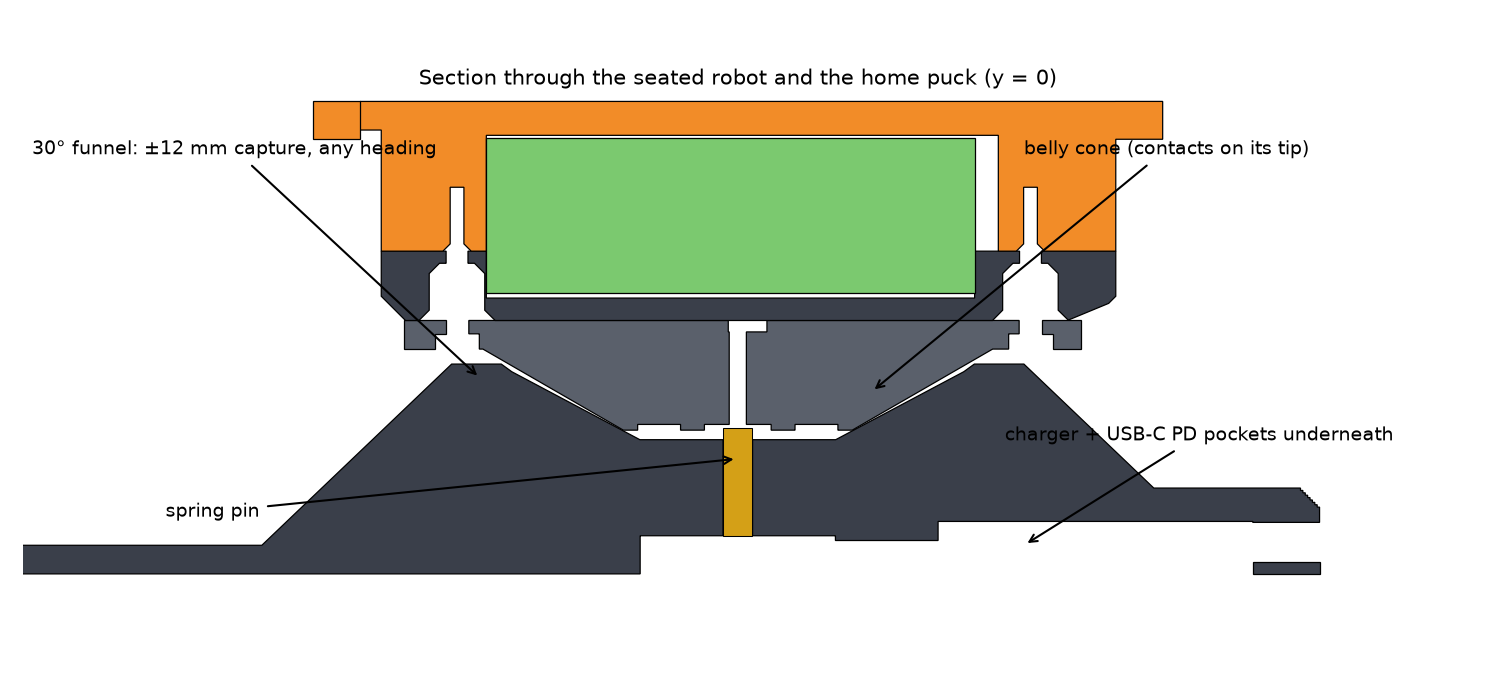 Section through the seated robot and the home puck (y = 0)
30° funnel: ±12 mm capture, any heading
belly cone (contacts on its tip)
charger + USB-C PD pockets underneath
spring pin